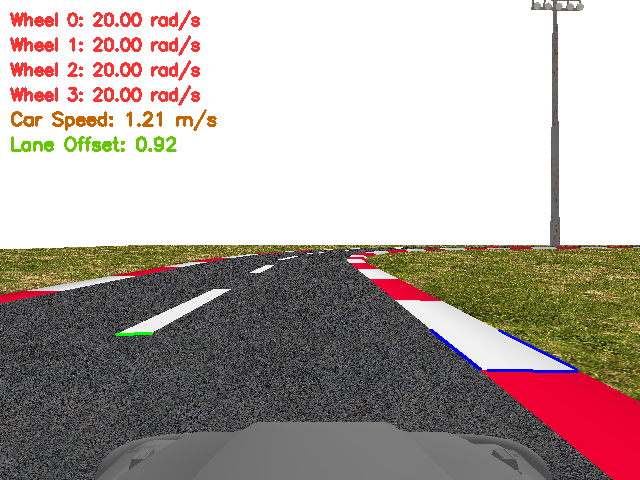 Wheel 0: 20.00 rad/s
Wheel 1: 20.00 rad/s
Wheel 2: 20.00 rad/s
Wheel 3: 20.00 rad/s
Car Speed: 1.21 m/s
Lane Offset: 0.92